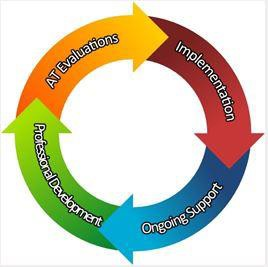 AT Evaluations
Implementation
Ongoing Support
Professional Development